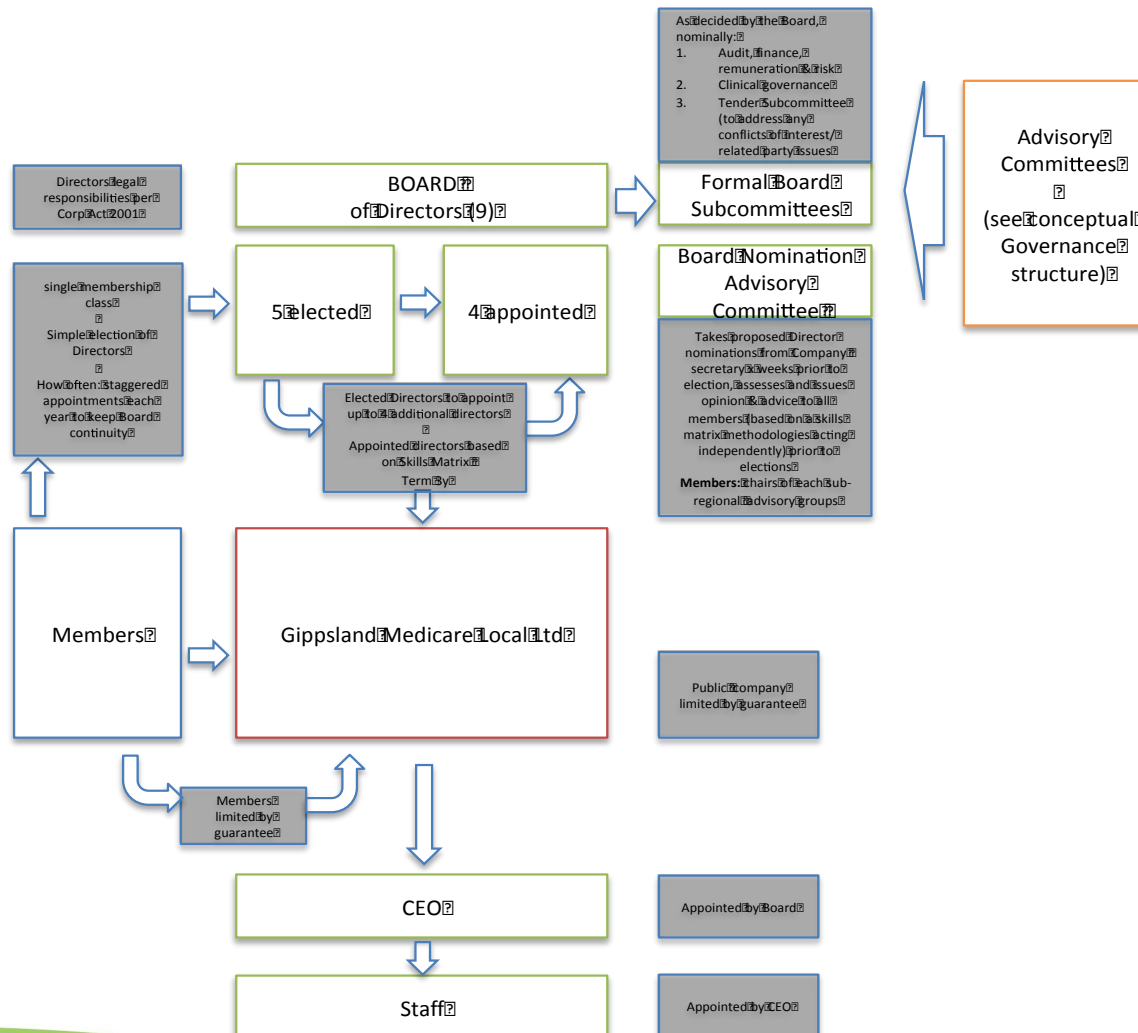 As decided by the Board,
nominally:
1. Audit, finance,
remuneration & risk
2. Clinical governance
3. Tender Subcommittee
(to address any
conflicts of interest/
related party issues
Directors legal
responsibilities per
Corp Act 2001
BOARD
of Directors (9)
Formal Board
Subcommittees
Advisory
Committees
(see conceptual
Governance
structure)
single membership
class
Simple election of
Directors
How often: staggered
appointments each
year to keep Board
continuity
5 elected
4 appointed
Board Nomination
Advisory
Committee
Elected Directors to appoint
up to 4 additional directors
Appointed directors based
on Skills Matrix
Term 3y
Takes proposed Director
nominations from Company
secretary x weeks prior to
election, assesses and issues
opinion & advice to all
members (based on a skills
matrix methodologies acting
independently) prior to
elections
Members: chairs of each sub-
regional advisory groups
Members
Gippsland Medicare Local Ltd
Public company
limited by guarantee
Members
limited by
guarantee
CEO
Appointed by Board
Staff
Appointed by CEO